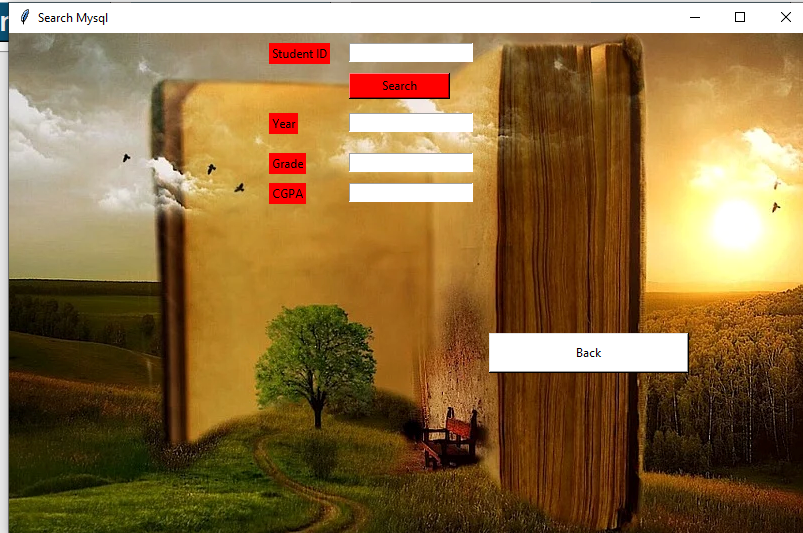 Search Mysql
Student ID
Search
Year
Grade
CGPA
Back